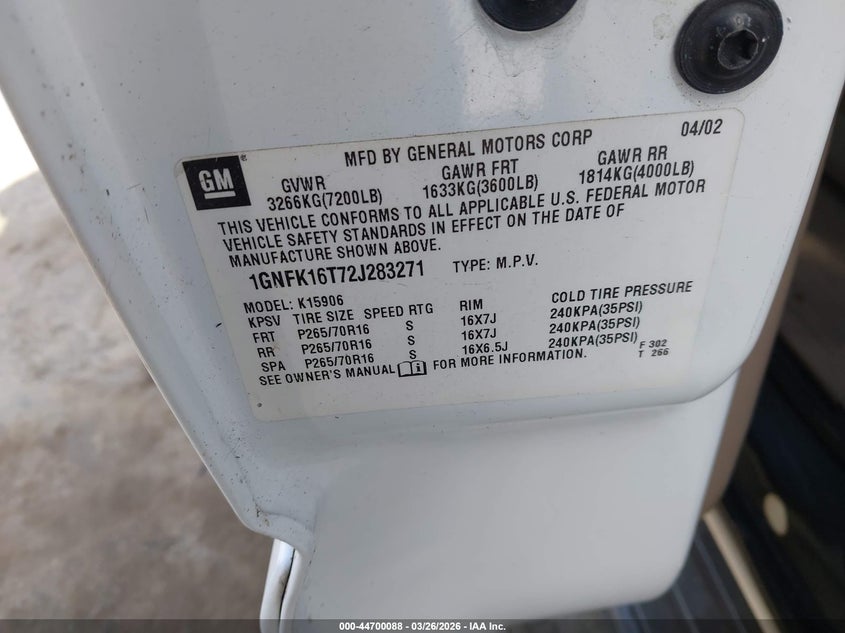 GM
MFD BY GENERAL MOTORS CORP 04/02
GVWR GAWR FRT GAWR RR
3266KG(7200LB) 1633KG(3600LB) 1814KG(4000LB)
THIS VEHICLE CONFORMS TO ALL APPLICABLE U.S. FEDERAL MOTOR
VEHICLE SAFETY STANDARDS IN EFFECT ON THE DATE OF
MANUFACTURE SHOWN ABOVE.
1GNFK16T72J283271 TYPE: M.P.V.
MODEL: K15906
KPSV TIRE SIZE SPEED RTG RIM COLD TIRE PRESSURE
FRT P265/70R16 S 16X7J 240KPA(35PSI)
RR P265/70R16 S 16X7J 240KPA(35PSI)
SPA P265/70R16 S 16X6.5J 240KPA(35PSI)
SEE OWNER'S MANUAL FOR MORE INFORMATION.
F 302
T 266
000-44700088 - 03/26/2026 - IAA Inc.